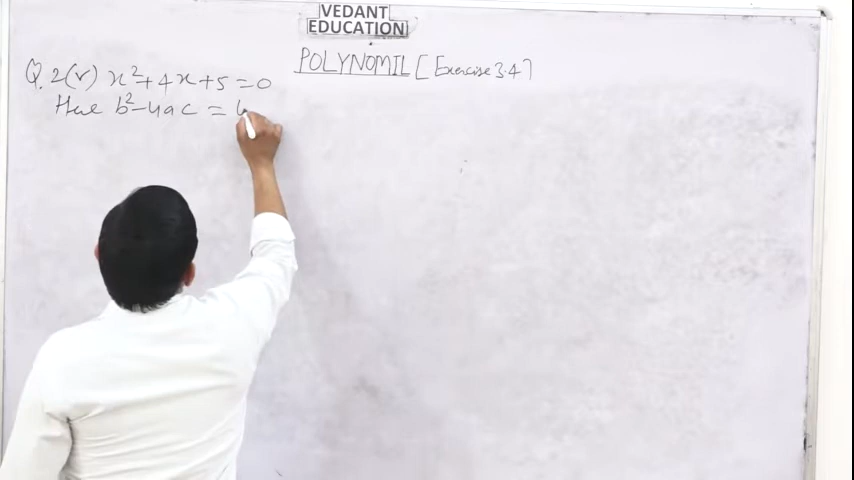 VEDANT
EDUCATION
POLYNOMIL [Exercise 3.4]
Q.2(v) x²+4x+5=0
Here b²-4ac =